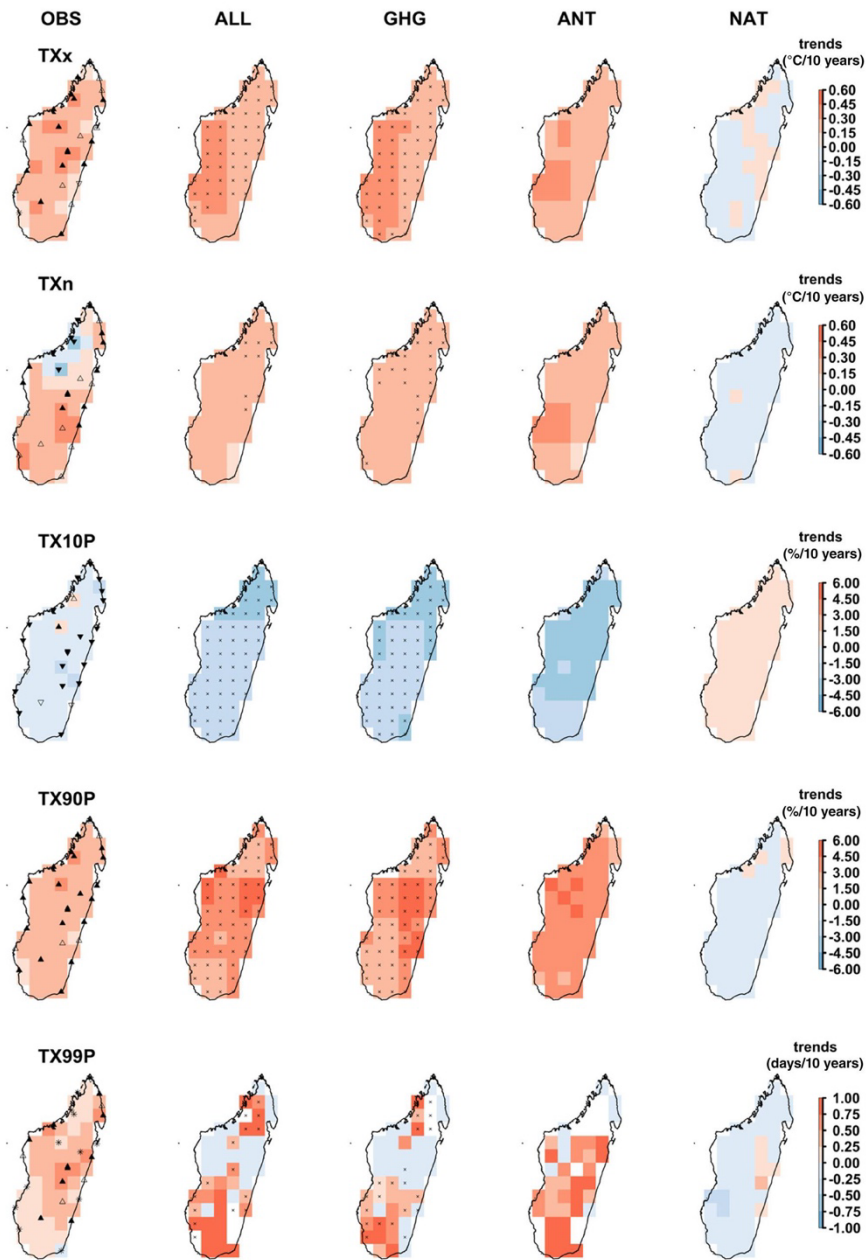 OBS ALL GHG ANT NAT
TXx
trends
(°C/10 years)
0.60
0.45
0.30
0.15
-0.15
-0.30
-0.45
-0.60
TXn
trends
(°C/10 years)
0.60
0.45
0.30
0.15
-0.15
-0.30
-0.45
-0.60
TX10P
trends
(%/10 years)
6.00
4.50
3.00
1.50
0.00
-1.50
-3.00
-4.50
-6.00
TX90P
trends
(%/10 years)
6.00
4.50
3.00
1.50
0.00
-1.50
-3.00
-4.50
-6.00
TX99P
trends
(days/10 years)
1.00
0.75
0.50
0.25
0.00
-0.25
-0.50
-0.75
-1.00